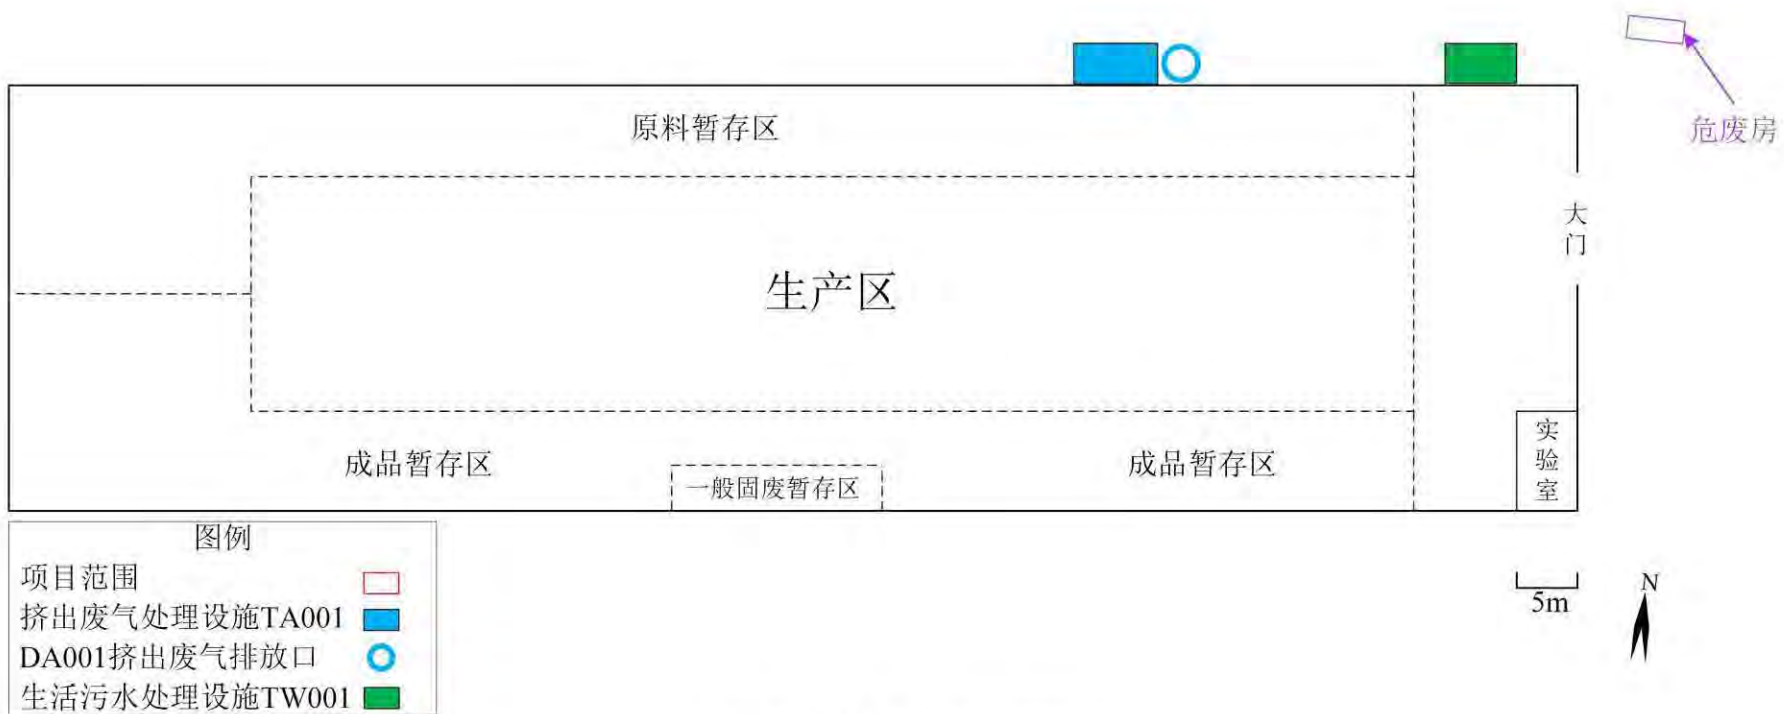 危废房
原料暂存区
大门
生产区
实验室
成品暂存区
成品暂存区
一般固废暂存区
图例
项目范围
挤出废气处理设施TA001
DA001挤出废气排放口
生活污水处理设施TW001
5m
N